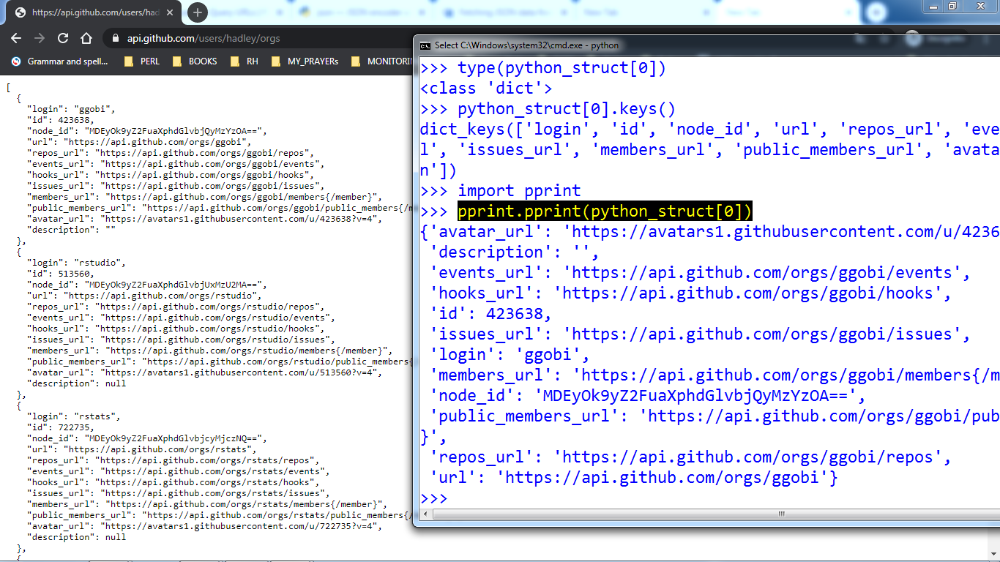 https://api.github.com/users/had
New Tab
api.github.com/users/hadley/orgs
Grammar and spell...
PERL
BOOKS
RH
MY_PRAYERs
MONITORI
[
{
"login": "ggobi",
"id": 423638,
"node_id": "MDEyOk9yZ2FuaXphdGlvbjQyMzYzOA==",
"url": "https://api.github.com/orgs/ggobi",
"repos_url": "https://api.github.com/orgs/ggobi/repos",
"events_url": "https://api.github.com/orgs/ggobi/events",
"hooks_url": "https://api.github.com/orgs/ggobi/hooks",
"issues_url": "https://api.github.com/orgs/ggobi/issues",
"members_url": "https://api.github.com/orgs/ggobi/members{/member}",
"public_members_url": "https://api.github.com/orgs/ggobi/public_members{/m
"avatar_url": "https://avatars1.githubusercontent.com/u/423638?v=4",
"description": ""
},
{
"login": "rstudio",
"id": 513560,
"node_id": "MDEyOk9yZ2FuaXphdGlvbjUxMzU2MA==",
"url": "https://api.github.com/orgs/rstudio",
"repos_url": "https://api.github.com/orgs/rstudio/repos",
"events_url": "https://api.github.com/orgs/rstudio/events",
"hooks_url": "https://api.github.com/orgs/rstudio/hooks",
"issues_url": "https://api.github.com/orgs/rstudio/issues",
"members_url": "https://api.github.com/orgs/rstudio/members{/member}",
"public_members_url": "https://api.github.com/orgs/rstudio/public_members{
"avatar_url": "https://avatars1.githubusercontent.com/u/513560?v=4",
"description": null
},
{
"login": "rstats",
"id": 722735,
"node_id": "MDEyOk9yZ2FuaXphdGlvbjcyMjczNQ==",
"url": "https://api.github.com/orgs/rstats",
"repos_url": "https://api.github.com/orgs/rstats/repos",
"events_url": "https://api.github.com/orgs/rstats/events",
"hooks_url": "https://api.github.com/orgs/rstats/hooks",
"issues_url": "https://api.github.com/orgs/rstats/issues",
"members_url": "https://api.github.com/orgs/rstats/members{/member}",
"public_members_url": "https://api.github.com/orgs/rstats/public_members{/
"avatar_url": "https://avatars1.githubusercontent.com/u/722735?v=4",
"description": null
},
{
Select C:\Windows\system32\cmd.exe - python
>>> type(python_struct[0])
<class 'dict'>
>>> python_struct[0].keys()
dict_keys(['login', 'id', 'node_id', 'url', 'repos_url', 'eve
l', 'issues_url', 'members_url', 'public_members_url', 'avata
n'])
>>> import pprint
>>> pprint.pprint(python_struct[0])
{'avatar_url': 'https://avatars1.githubusercontent.com/u/4236
'description': '',
'events_url': 'https://api.github.com/orgs/ggobi/events',
'hooks_url': 'https://api.github.com/orgs/ggobi/hooks',
'id': 423638,
'issues_url': 'https://api.github.com/orgs/ggobi/issues',
'login': 'ggobi',
'members_url': 'https://api.github.com/orgs/ggobi/members{/m
'node_id': 'MDEyOk9yZ2FuaXphdGlvbjQyMzYzOA==',
'public_members_url': 'https://api.github.com/orgs/ggobi/pub
}',
'repos_url': 'https://api.github.com/orgs/ggobi/repos',
'url': 'https://api.github.com/orgs/ggobi'}
>>>